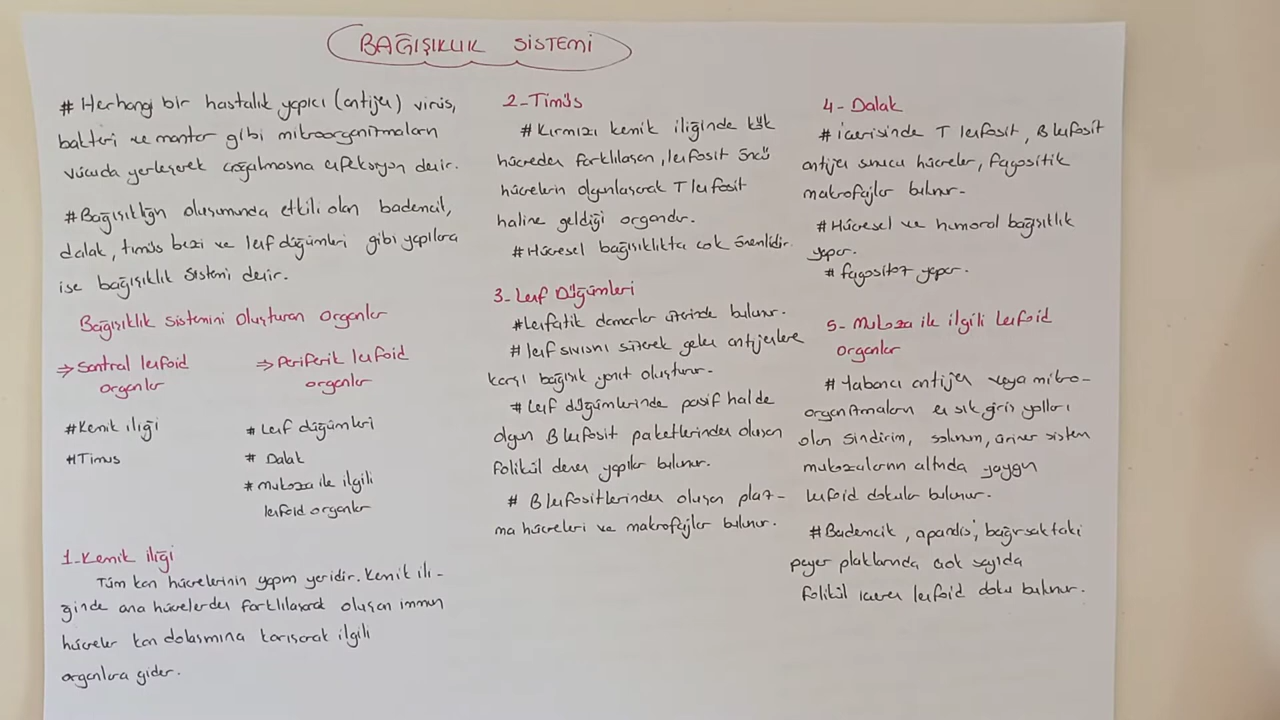 BAĞIŞIKLIK SİSTEMİ
# Herhangi bir hastalık yapıcı (antijen) virüs,
bakteri ve mantar gibi mikroorganitmaların
vücuda yerleşerek çoğalmasına enfeksiyon denir.
# Bağışıklığın oluşumunda etkili olan bademcil,
dalak, timüs bezi ve lenf düğümleri gibi yapılara
ise bağışıklık sistemi denir.
Bağışıklık sistemini oluşturan organlar
⇒ Santral lenfoid
organlar
⇒ Periferik lenfoid
organlar
# Kemik iliği
# Timus
# Lenf düğümleri
# Dalak
# mukoza ile ilgili
lenfoid organlar
1-Kemik iliği
Tüm kan hücrelerinin yapım yeridir. Kemik ili-
ğinde ana hücrelerden farklılaşarak oluşan immün
hücreler kan dolaşımına karışarak ilgili
organlara gider.
2-Timüs
# Kırmızı kemik iliğinde kök
hücreden farklılaşan, lenfosit öncü
hücrelerin olgunlaşarak T lenfosit
haline geldiği organdır.
# Hücresel bağışıklıkta çok önemlidir.
3-Lenf Düğümleri
# Lenfatik damarlar üzerinde bulunur.
# lenf sıvısını süzerek gelen antijenlere
karşı bağışık yanıt oluşturur.
# Lenf düğümlerinde pasif halde
olgun B lenfosit paketlerinden oluşan
folikül denen yapılar bulunur.
# B lenfositlerinden oluşan plaz-
ma hücreleri ve makrofajlar bulunur.
4- Dalak
# içerisinde T lenfosit, B lenfosit
antijen sunucu hücreler, fagositik
makrofajlar bulunur.
# Hücresel ve humoral bağışıklık
yapar.
# fagositoz yapar.
5- Mukoza ile ilgili Lenfoid
organlar
# Yabancı antijen veya mikro-
organizmaların en sık giriş yolları
olan sindirim, solunum, üriner sistem
mukozalarının altında yaygın
lenfoid dokular bulunur.
# Bademcik, apandis, bağırsaktaki
peyer plaklarında çok sayıda
folikül içeren lenfoid doku bulunur.